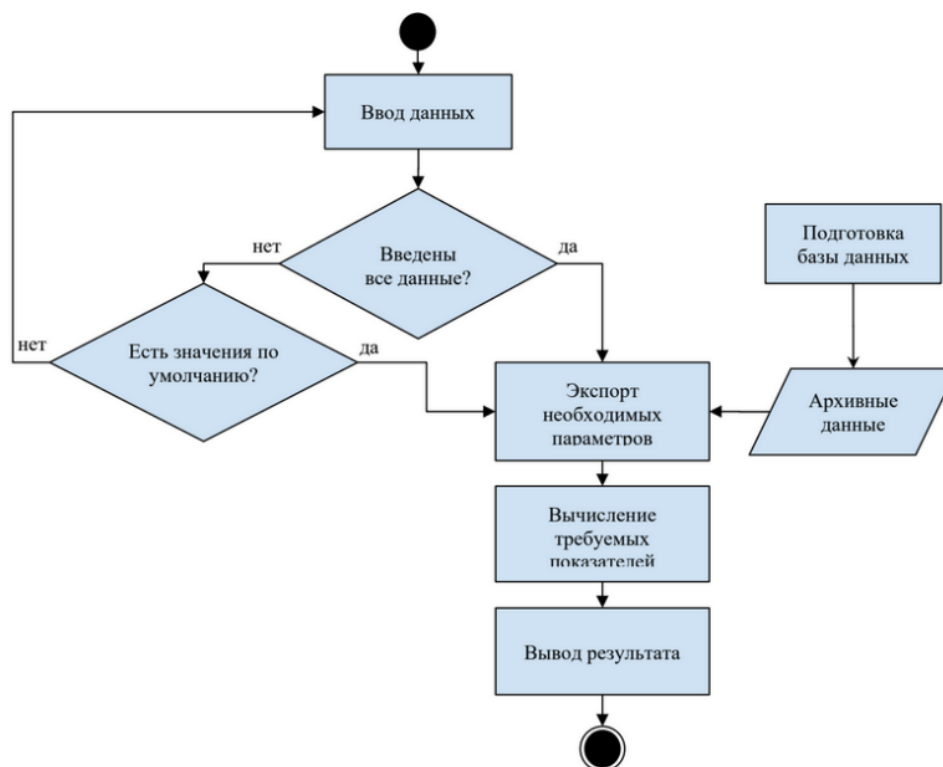 Ввод данных
нет
Введены
все данные?
да
Подготовка
базы данных
нет
Есть значения по
умолчанию?
да
Экспорт
необходимых
параметров
Архивные
данные
Вычисление
требуемых
показателей
Вывод результата